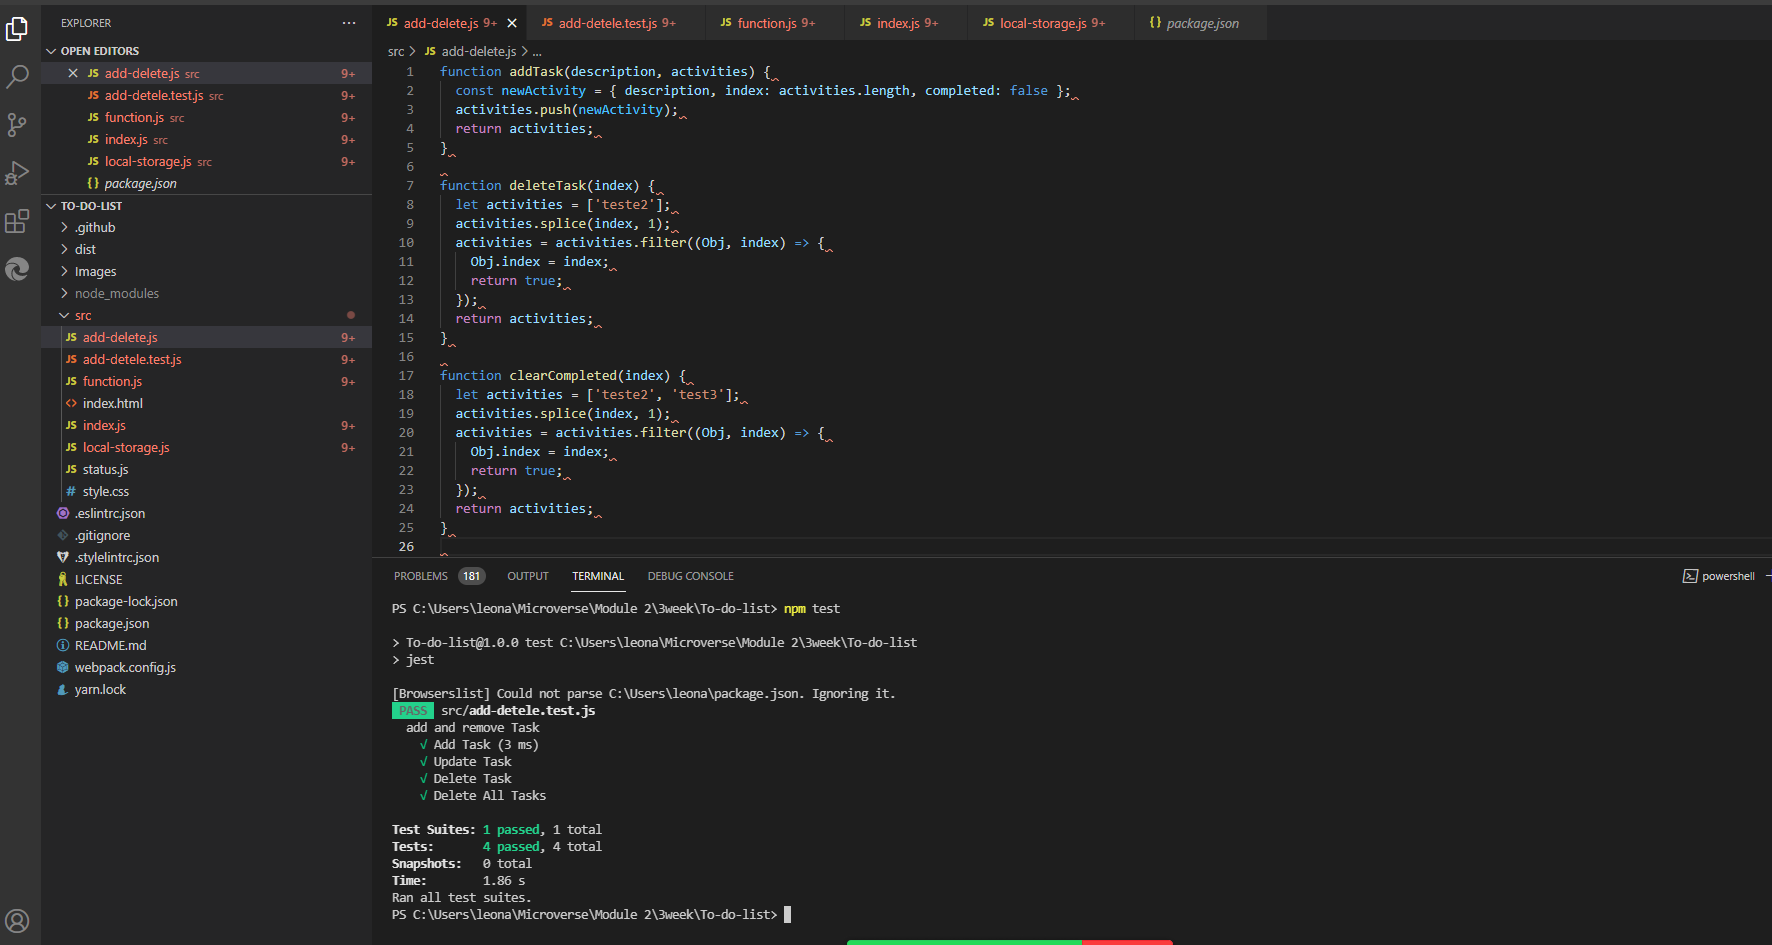 EXPLORER
OPEN EDITORS
add-delete.js src 9+
JS add-detele.test.js src 9+
JS function.js src 9+
JS index.js src 9+
JS local-storage.js src 9+
{} package.json
TO-DO-LIST
.github
dist
Images
node_modules
src
JS add-delete.js 9+
JS add-detele.test.js 9+
JS function.js 9+
<> index.html
JS index.js 9+
JS local-storage.js 9+
JS status.js
# style.css
.eslintrc.json
.gitignore
.stylelintrc.json
LICENSE
{} package-lock.json
{} package.json
README.md
webpack.config.js
yarn.lock
JS add-delete.js 9+ JS add-detele.test.js 9+ JS function.js 9+ JS index.js 9+ JS local-storage.js 9+ {} package.json
src > JS add-delete.js > ...
1 function addTask(description, activities) {
2 const newActivity = { description, index: activities.length, completed: false };
3 activities.push(newActivity);
4 return activities;
5 }
6
7 function deleteTask(index) {
8 let activities = ['teste2'];
9 activities.splice(index, 1);
10 activities = activities.filter((Obj, index) => {
11 Obj.index = index;
12 return true;
13 });
14 return activities;
15 }
16
17 function clearCompleted(index) {
18 let activities = ['teste2', 'test3'];
19 activities.splice(index, 1);
20 activities = activities.filter((Obj, index) => {
21 Obj.index = index;
22 return true;
23 });
24 return activities;
25 }
26
PROBLEMS 181 OUTPUT TERMINAL DEBUG CONSOLE powershell
PS C:\Users\leona\Microverse\Module 2\3week\To-do-list> npm test
> To-do-list@1.0.0 test C:\Users\leona\Microverse\Module 2\3week\To-do-list
> jest
[Browserslist] Could not parse C:\Users\leona\package.json. Ignoring it.
PASS src/add-detele.test.js
add and remove Task
√ Add Task (3 ms)
√ Update Task
√ Delete Task
√ Delete All Tasks
Test Suites: 1 passed, 1 total
Tests: 4 passed, 4 total
Snapshots: 0 total
Time: 1.86 s
Ran all test suites.
PS C:\Users\leona\Microverse\Module 2\3week\To-do-list>